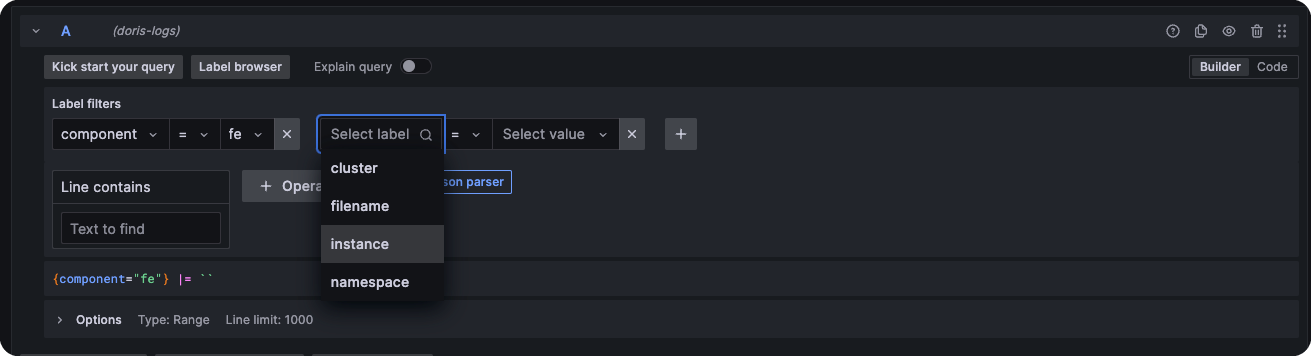 A (doris-logs)
Kick start your query Label browser Explain query Builder Code
Label filters
component = fe Select label = Select value
cluster
Line contains + Opera son parser
filename
Text to find
instance
{component="fe"} |= ``
namespace
Options Type: Range Line limit: 1000